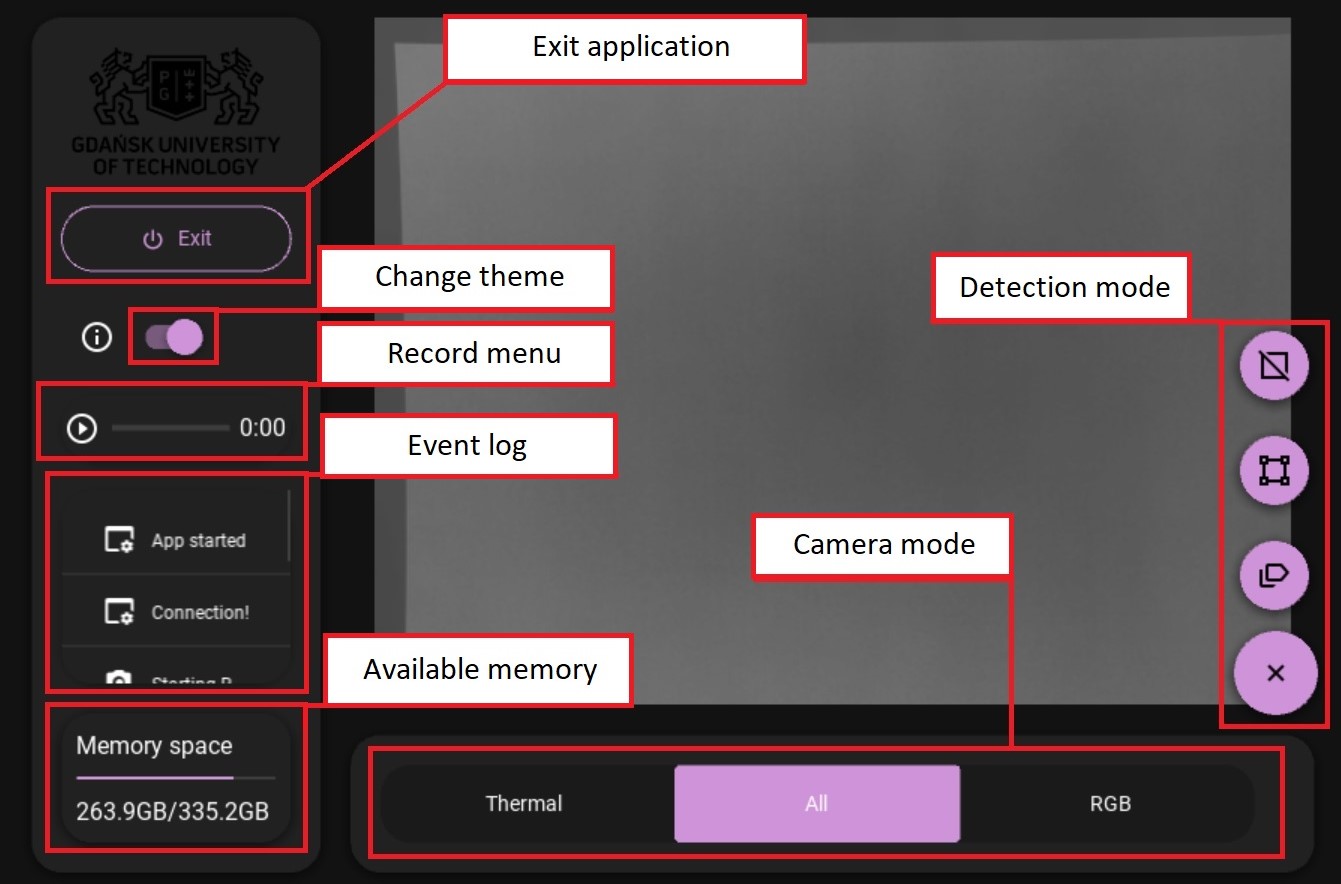 Exit application
P
G
GDAŃSK UNIVERSITY
OF TECHNOLOGY
Exit
Change theme
Detection mode
Record menu
0:00
Event log
App started
Camera mode
Connection!
Available memory
Starting R
Memory space
263.9GB/335.2GB
Thermal
All
RGB